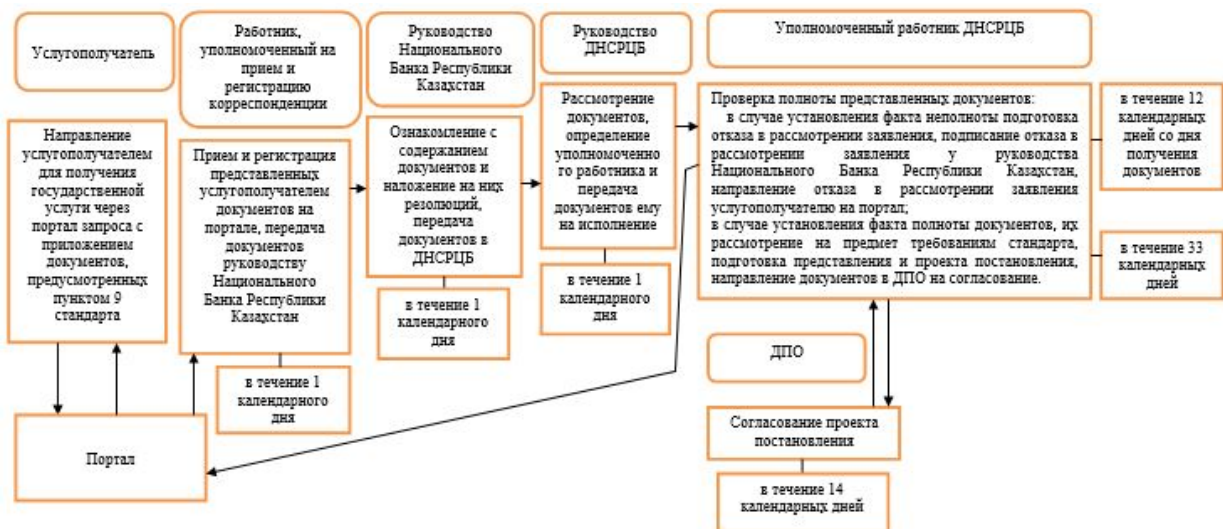 Услугополучатель
Работник,
уполномоченный на
прием и
регистрацию
корреспонденции
Руководство
Национального
Банка Республики
Казахстан
Руководство
ДНСРЦБ
Уполномоченный работник ДНСРЦБ
Направление
услугополучателем
для получения
государственной
услуги через
портал запроса с
приложением
документов,
предусмотренных
пунктом 9
стандарта
Прием и регистрация
представленных
услугополучателем
документов на
портале, передача
документов
руководству
Национального
Банка Республики
Казахстан
в течение 1
календарного
дня
Ознакомление с
содержанием
документов и
наложение на них
резолюций,
передача
документов в
ДНСРЦБ
в течение 1
календарного
дня
Рассмотрение
документов,
определение
уполномоченно
го работника и
передача
документов ему
на исполнение
в течение 1
календарного
дня
Проверка полноты представленных документов:
в случае установления факта неполноты подготовка
отказа в рассмотрении заявления, подписание отказа в
рассмотрении заявления у руководства
Национального Банка Республики Казахстан,
направление отказа в рассмотрении заявления
услугополучателю на портал;
в случае установления факта полноты документов, их
рассмотрение на предмет требованиям стандарта,
подготовка представления и проекта постановления,
направление документов в ДПО на согласование.
в течение 12
календарных
дней со дня
получения
документов
в течение 33
календарных
дней
ДПО
Согласование проекта
постановления
в течение 14
календарных дней
Портал